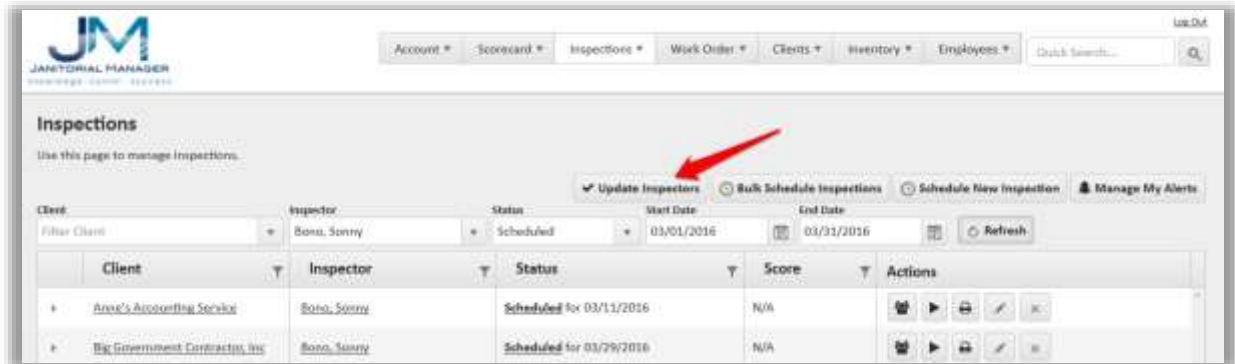 Log Out
JM
Account Scorecard Inspections Work Order Clients Inventory Employees Quick Search...
JANITORIAL MANAGER
Inspections
Use this page to manage Inspections.
Update Inspectors Bulk Schedule Inspections Schedule New Inspection Manage My Alerts
Client Inspector Status Start Date End Date
Filter Client Bono, Sonny Scheduled 03/01/2016 03/31/2016 Refresh
Client Inspector Status Score Actions
Anne's Accounting Service Bono, Sonny Scheduled for 03/11/2016 N/A
Big Government Contractor, Inc Bono, Sonny Scheduled for 03/29/2016 N/A